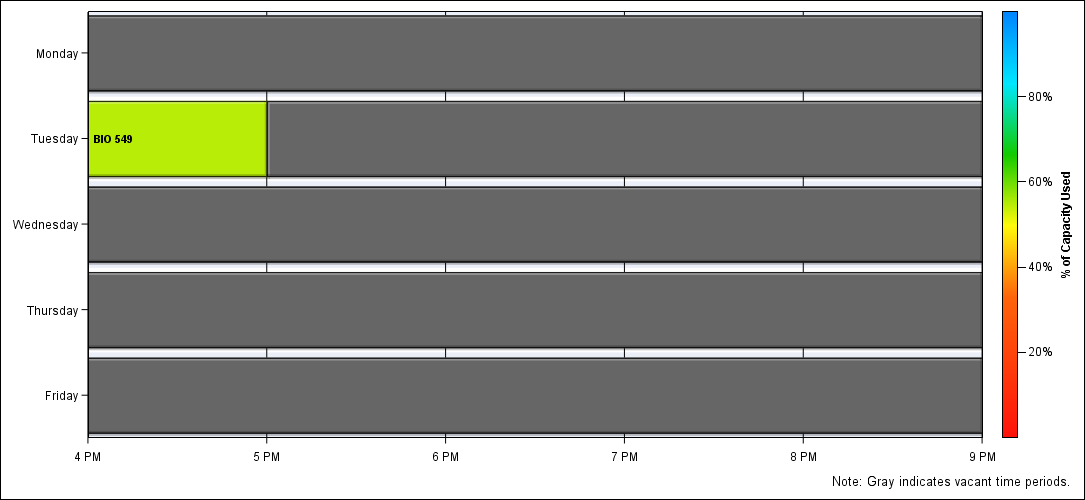 Monday
Tuesday
BIO 549
Wednesday
Thursday
Friday
4 PM 5 PM 6 PM 7 PM 8 PM 9 PM
80%
60%
40%
20%
% of Capacity Used
Note: Gray indicates vacant time periods.